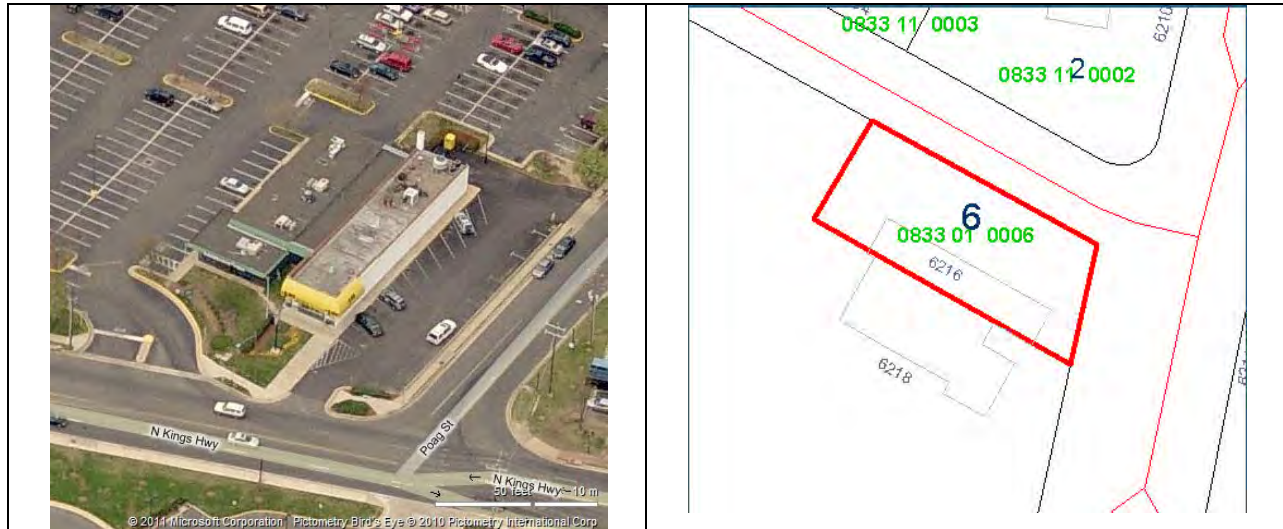 N Kings Hwy
Poag St
N Kings Hwy
50 feet 10 m
© 2011 Microsoft Corporation Pictometry Bird's Eye © 2010 Pictometry International Corp
0833 11 0003
6210
2
0833 11 0002
6
0833 01 0006
6216
6218